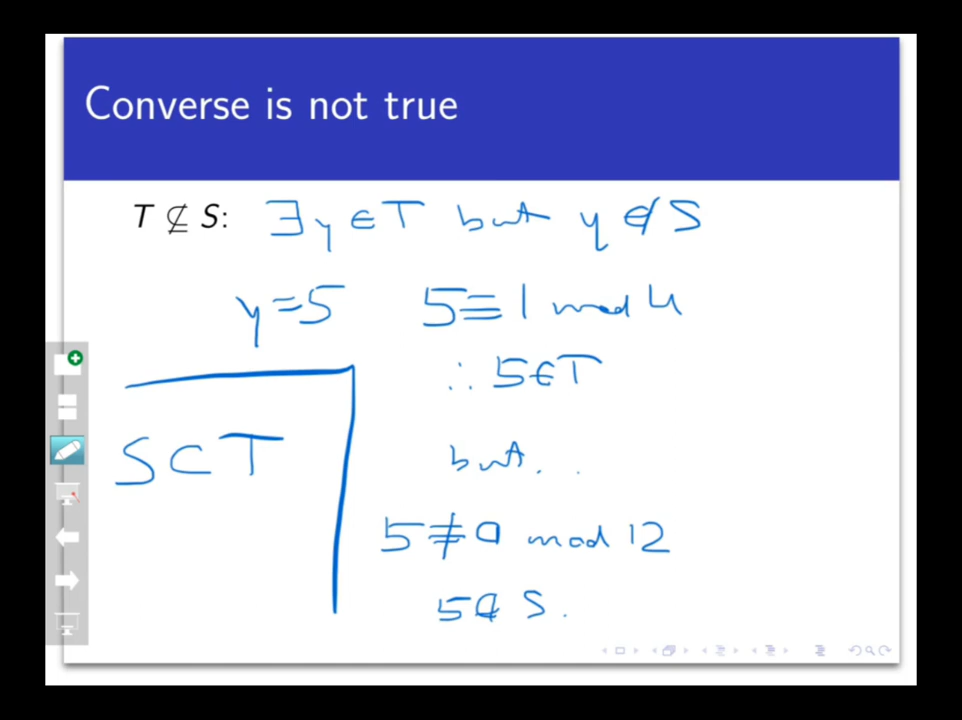 Converse is not true
T ⊈ S: ∃ y ∈ T but y ∉ S
y = 5 5 ≡ 1 mod 4
∴ 5 ∈ T
S ⊂ T
but. .
5 ≢ 9 mod 12
5 ∉ S.